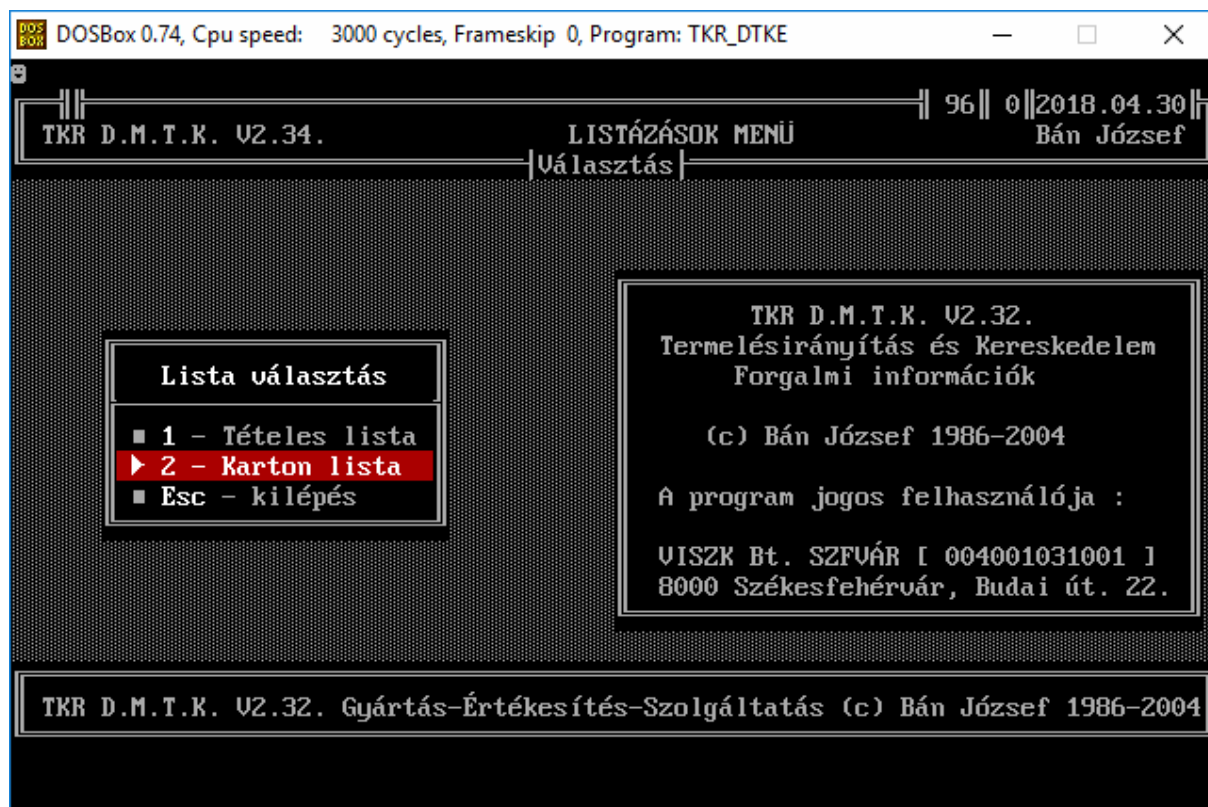 DOSBox 0.74, Cpu speed: 3000 cycles, Frameskip 0, Program: TKR_DTKE
96 0 2018.04.30
TKR D.M.T.K. V2.34. LISTÁZÁSOK MENÜ Bán József
Választás
Lista választás
1 - Tételes lista
2 - Karton lista
Esc - kilépés
TKR D.M.T.K. V2.32.
Termelésirányítás és Kereskedelem
Forgalmi információk
(c) Bán József 1986-2004
A program jogos felhasználója :
VISZK Bt. SZFVÁR [ 004001031001 ]
8000 Székesfehérvár, Budai út. 22.
TKR D.M.T.K. V2.32. Gyártás-Értékesítés-Szolgáltatás (c) Bán József 1986-2004